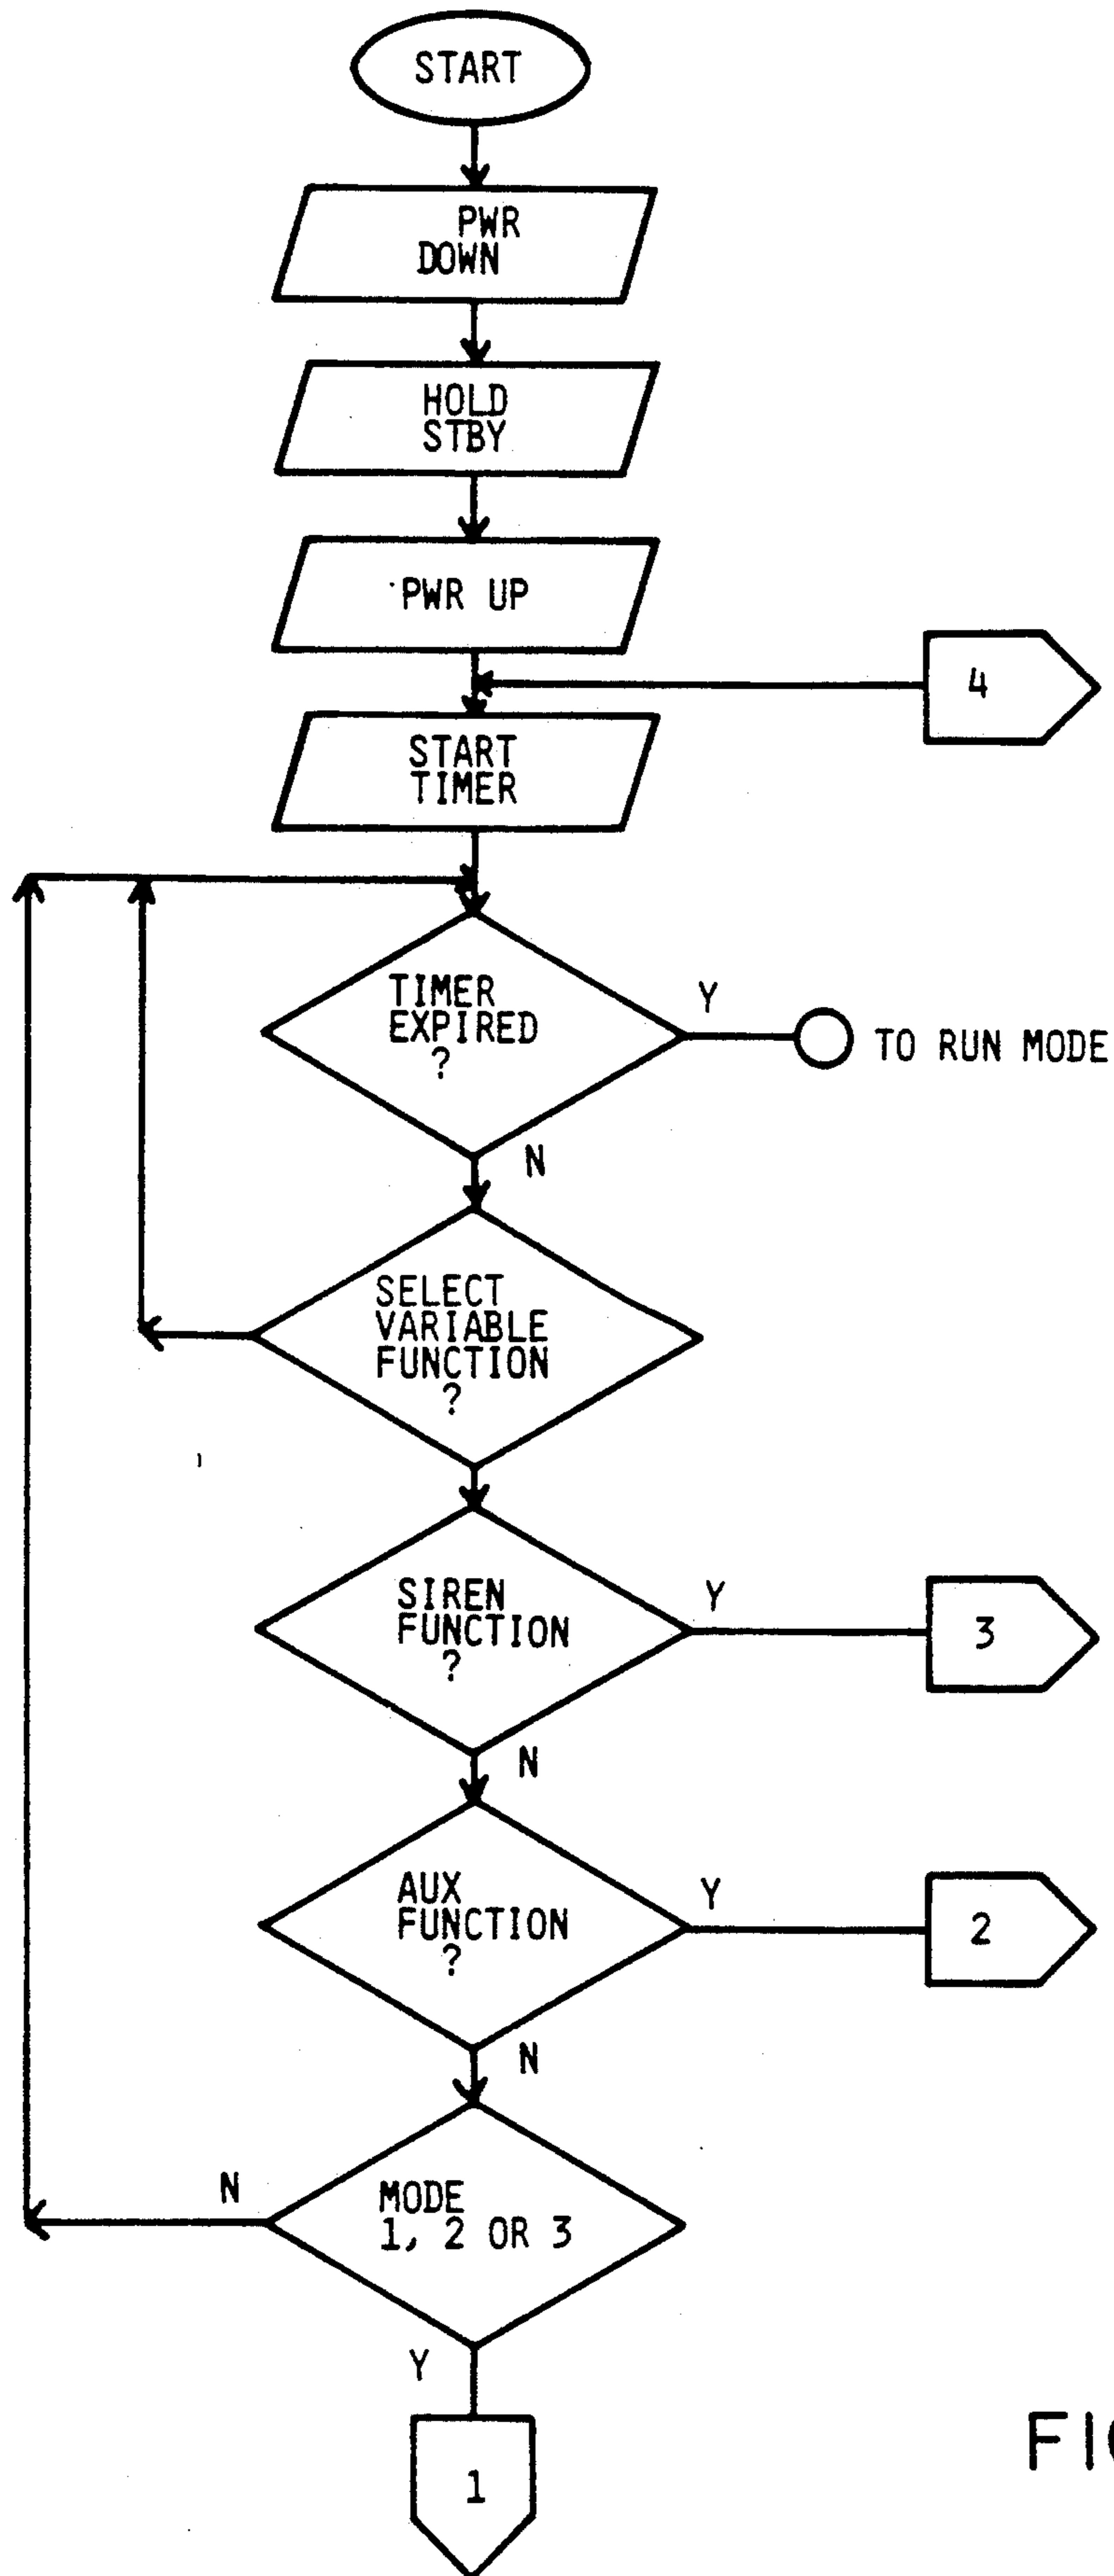 START
PWR
DOWN
HOLD
STBY
PWR UP
4
START
TIMER
TIMER
EXPIRED
?
Y
TO RUN MODE
N
SELECT
VARIABLE
FUNCTION
?
SIREN
FUNCTION
?
Y
3
N
AUX
FUNCTION
?
Y
2
N
MODE
1, 2 OR 3
N
Y
1